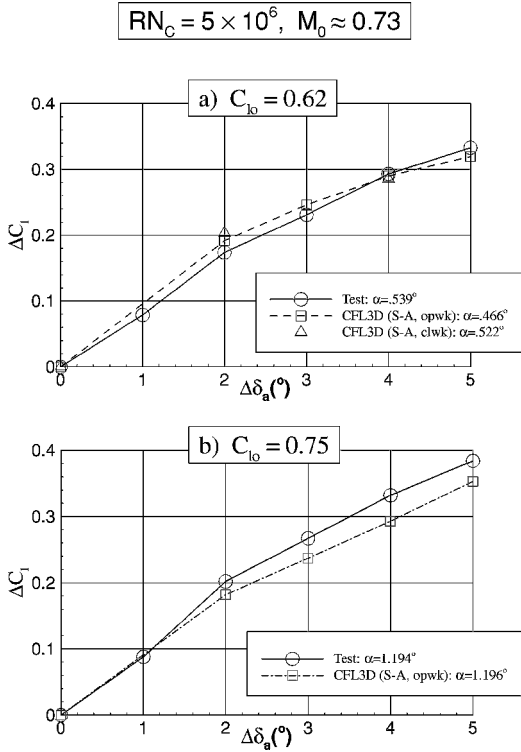 RN_C = 5 × 10^6, M_0 ≈ 0.73
a) C_lo = 0.62
0.4
0.3
0.2
0.1
0
ΔC_l
0 1 2 3 4 5
Δδ_a(°)
Test: α=.539°
CFL3D (S-A, opwk): α=.466°
CFL3D (S-A, clwk): α=.522°
b) C_lo = 0.75
0.4
0.3
0.2
0.1
0
ΔC_l
0 1 2 3 4 5
Δδ_a(°)
Test: α=1.194°
CFL3D (S-A, opwk): α=1.196°